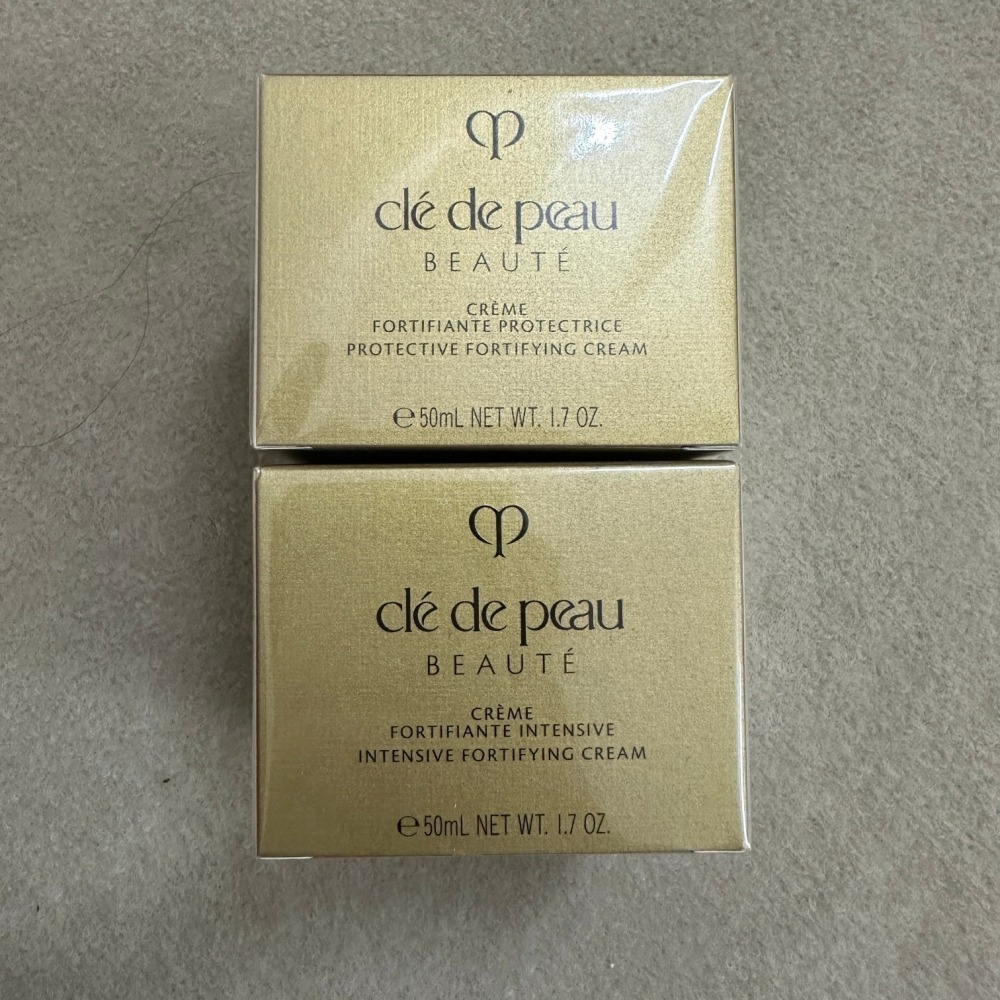 clé de peau
BEAUTÉ
CRÈME
FORTIFIANTE PROTECTRICE
PROTECTIVE FORTIFYING CREAM
℮ 50mL NET WT. 1.7 OZ.
clé de peau
BEAUTÉ
CRÈME
FORTIFIANTE INTENSIVE
INTENSIVE FORTIFYING CREAM
℮ 50mL NET WT. 1.7 OZ.